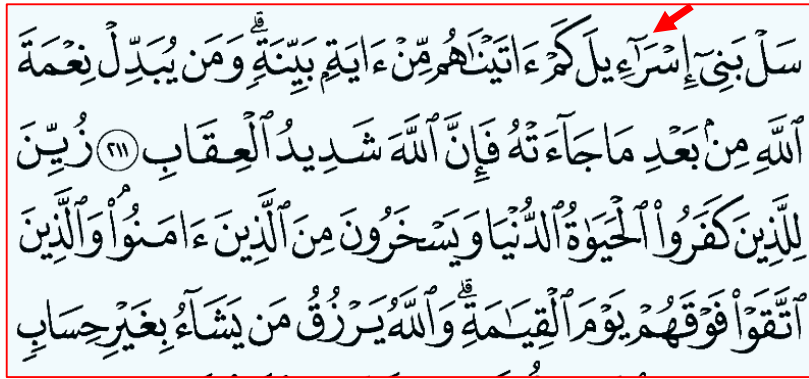 سَلۡ بَنِيٓ إِسۡرَٰٓءِيلَ كَمۡ ءَاتَيۡنَٰهُم مِّنۡ ءَايَةِۭ بَيِّنَةٖۗ وَمَن يُبَدِّلۡ نِعۡمَةَ
ٱللَّهِ مِنۢ بَعۡدِ مَا جَآءَتۡهُ فَإِنَّ ٱللَّهَ شَدِيدُ ٱلۡعِقَابِ ٢١١ زُيِّنَ
لِلَّذِينَ كَفَرُواْ ٱلۡحَيَوٰةُ ٱلدُّنۡيَا وَيَسۡخَرُونَ مِنَ ٱلَّذِينَ ءَامَنُواْۘ وَٱلَّذِينَ
ٱتَّقَوۡاْ فَوۡقَهُمۡ يَوۡمَ ٱلۡقِيَٰمَةِۗ وَٱللَّهُ يَرۡزُقُ مَن يَشَآءُ بِغَيۡرِ حِسَابٖ